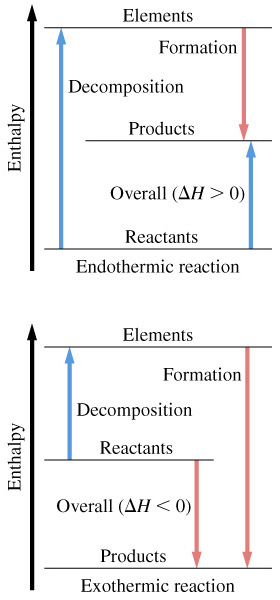 Elements
Formation
Decomposition
Enthalpy
Products
Overall (ΔH > 0)
Reactants
Endothermic reaction
Elements
Formation
Decomposition
Enthalpy
Reactants
Overall (ΔH < 0)
Products
Exothermic reaction